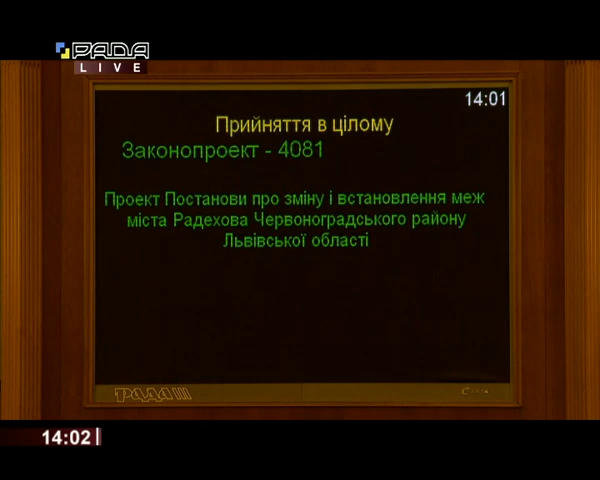 РАДА
LIVE
14:01
Прийняття в цілому
Законопроект - 4081
Проект Постанови про зміну і встановлення меж
міста Радехова Червоноградського району
Львівської області
РАДА III
14:02